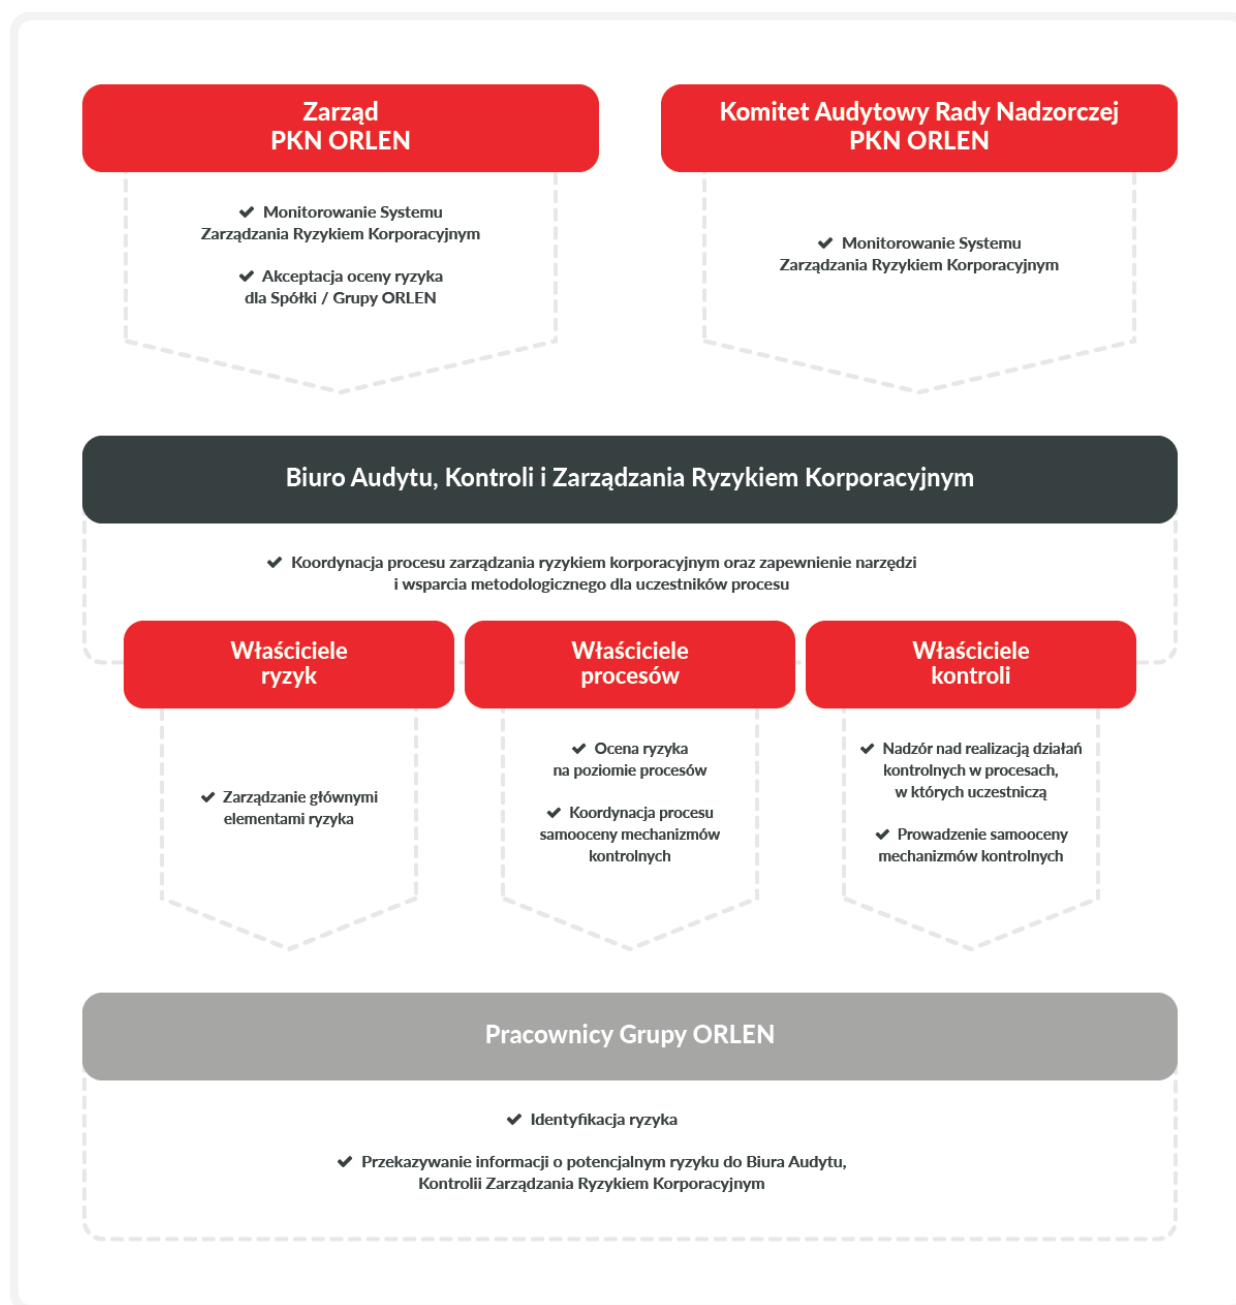 Zarząd
PKN ORLEN
✔ Monitorowanie Systemu
Zarządzania Ryzykiem Korporacyjnym
✔ Akceptacja oceny ryzyka
dla Spółki / Grupy ORLEN
Komitet Audytowy Rady Nadzorczej
PKN ORLEN
✔ Monitorowanie Systemu
Zarządzania Ryzykiem Korporacyjnym
Biuro Audytu, Kontroli i Zarządzania Ryzykiem Korporacyjnym
✔ Koordynacja procesu zarządzania ryzykiem korporacyjnym oraz zapewnienie narzędzi
i wsparcia metodologicznego dla uczestników procesu
Właściciele
ryzyk
✔ Zarządzanie głównymi
elementami ryzyka
Właściciele
procesów
✔ Ocena ryzyka
na poziomie procesów
✔ Koordynacja procesu
samooceny mechanizmów
kontrolnych
Właściciele
kontroli
✔ Nadzór nad realizacją działań
kontrolnych w procesach,
w których uczestniczą
✔ Prowadzenie samooceny
mechanizmów kontrolnych
Pracownicy Grupy ORLEN
✔ Identyfikacja ryzyka
✔ Przekazywanie informacji o potencjalnym ryzyku do Biura Audytu,
Kontrolii Zarządzania Ryzykiem Korporacyjnym